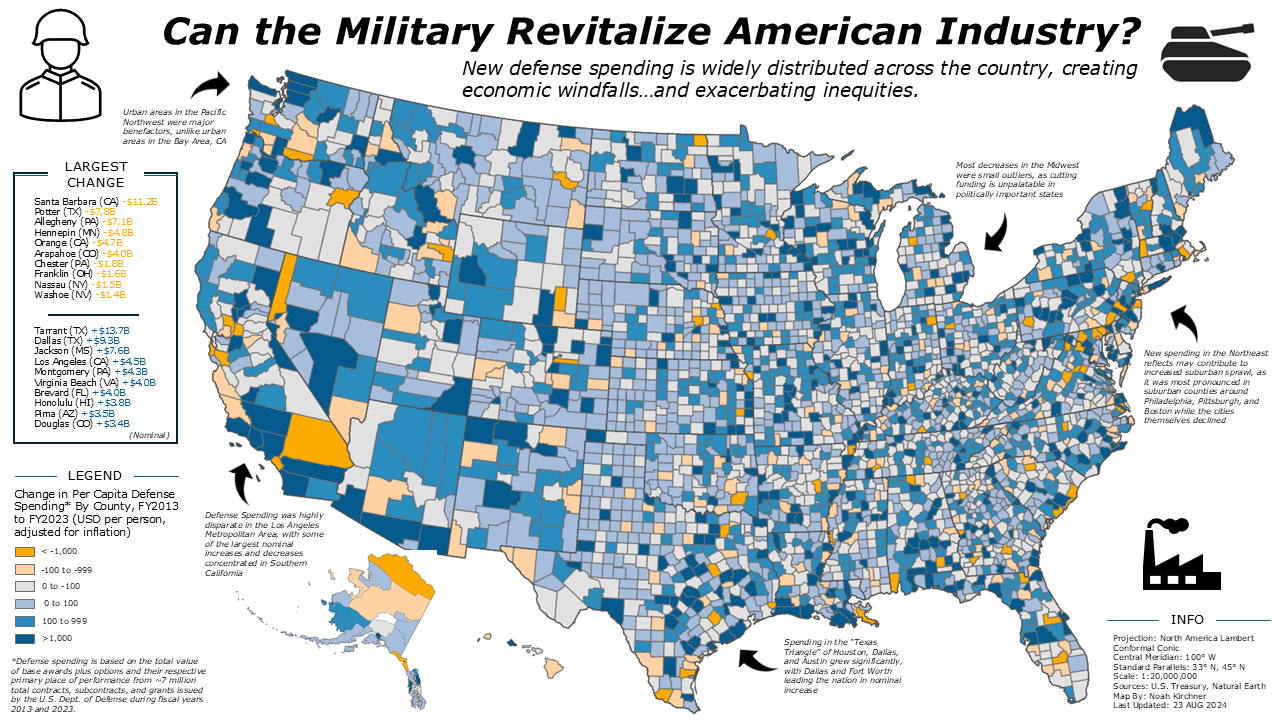 Can the Military Revitalize American Industry?
New defense spending is widely distributed across the country, creating
economic windfalls...and exacerbating inequities.
Urban areas in the Pacific
Northwest were major
benefactors, unlike urban
areas in the Bay Area, CA
LARGEST
CHANGE
Santa Barbara (CA) -$11.2B
Potter (TX) -$7.8B
Allegheny (PA) -$7.1B
Hennepin (MN) -$4.8B
Orange (CA) -$4.7B
Arapahoe (CO) -$4.0B
Chester (PA) -$1.8B
Franklin (OH) -$1.6B
Nassau (NY) -$1.5B
Washoe (NV) -$1.4B
Tarrant (TX) +$13.7B
Dallas (TX) +$9.3B
Jackson (MS) +$7.6B
Los Angeles (CA) +$4.5B
Montgomery (PA) +$4.3B
Virginia Beach (VA) +$4.0B
Brevard (FL) +$4.0B
Honolulu (HI) +$3.8B
Pima (AZ) +$3.5B
Douglas (CO) +$3.4B
(Nominal)
LEGEND
Change in Per Capita Defense
Spending* By County, FY2013
to FY2023 (USD per person,
adjusted for inflation)
< -1,000
-100 to -999
0 to -100
0 to 100
100 to 999
>1,000
*Defense spending is based on the total value
of base awards plus options and their respective
primary place of performance from ~7 million
total contracts, subcontracts, and grants issued
by the U.S. Dept. of Defense during fiscal years
2013 and 2023.
Defense Spending was highly
disparate in the Los Angeles
Metropolitan Area, with some
of the largest nominal
increases and decreases
concentrated in Southern
California
Most decreases in the Midwest
were small outliers, as cutting
funding is unpalatable in
politically important states
New spending in the Northeast
reflects may contribute to
increased suburban sprawl, as
it was most pronounced in
suburban counties around
Philadelphia, Pittsburgh, and
Boston while the cities
themselves declined
Spending in the "Texas
Triangle" of Houston, Dallas,
and Austin grew significantly,
with Dallas and Fort Worth
leading the nation in nominal
increase
INFO
Projection: North America Lambert
Conformal Conic
Central Meridian: 100° W
Standard Parallels: 33° N, 45° N
Scale: 1:20,000,000
Sources: U.S. Treasury, Natural Earth
Map By: Noah Kirchner
Last Updated: 23 AUG 2024